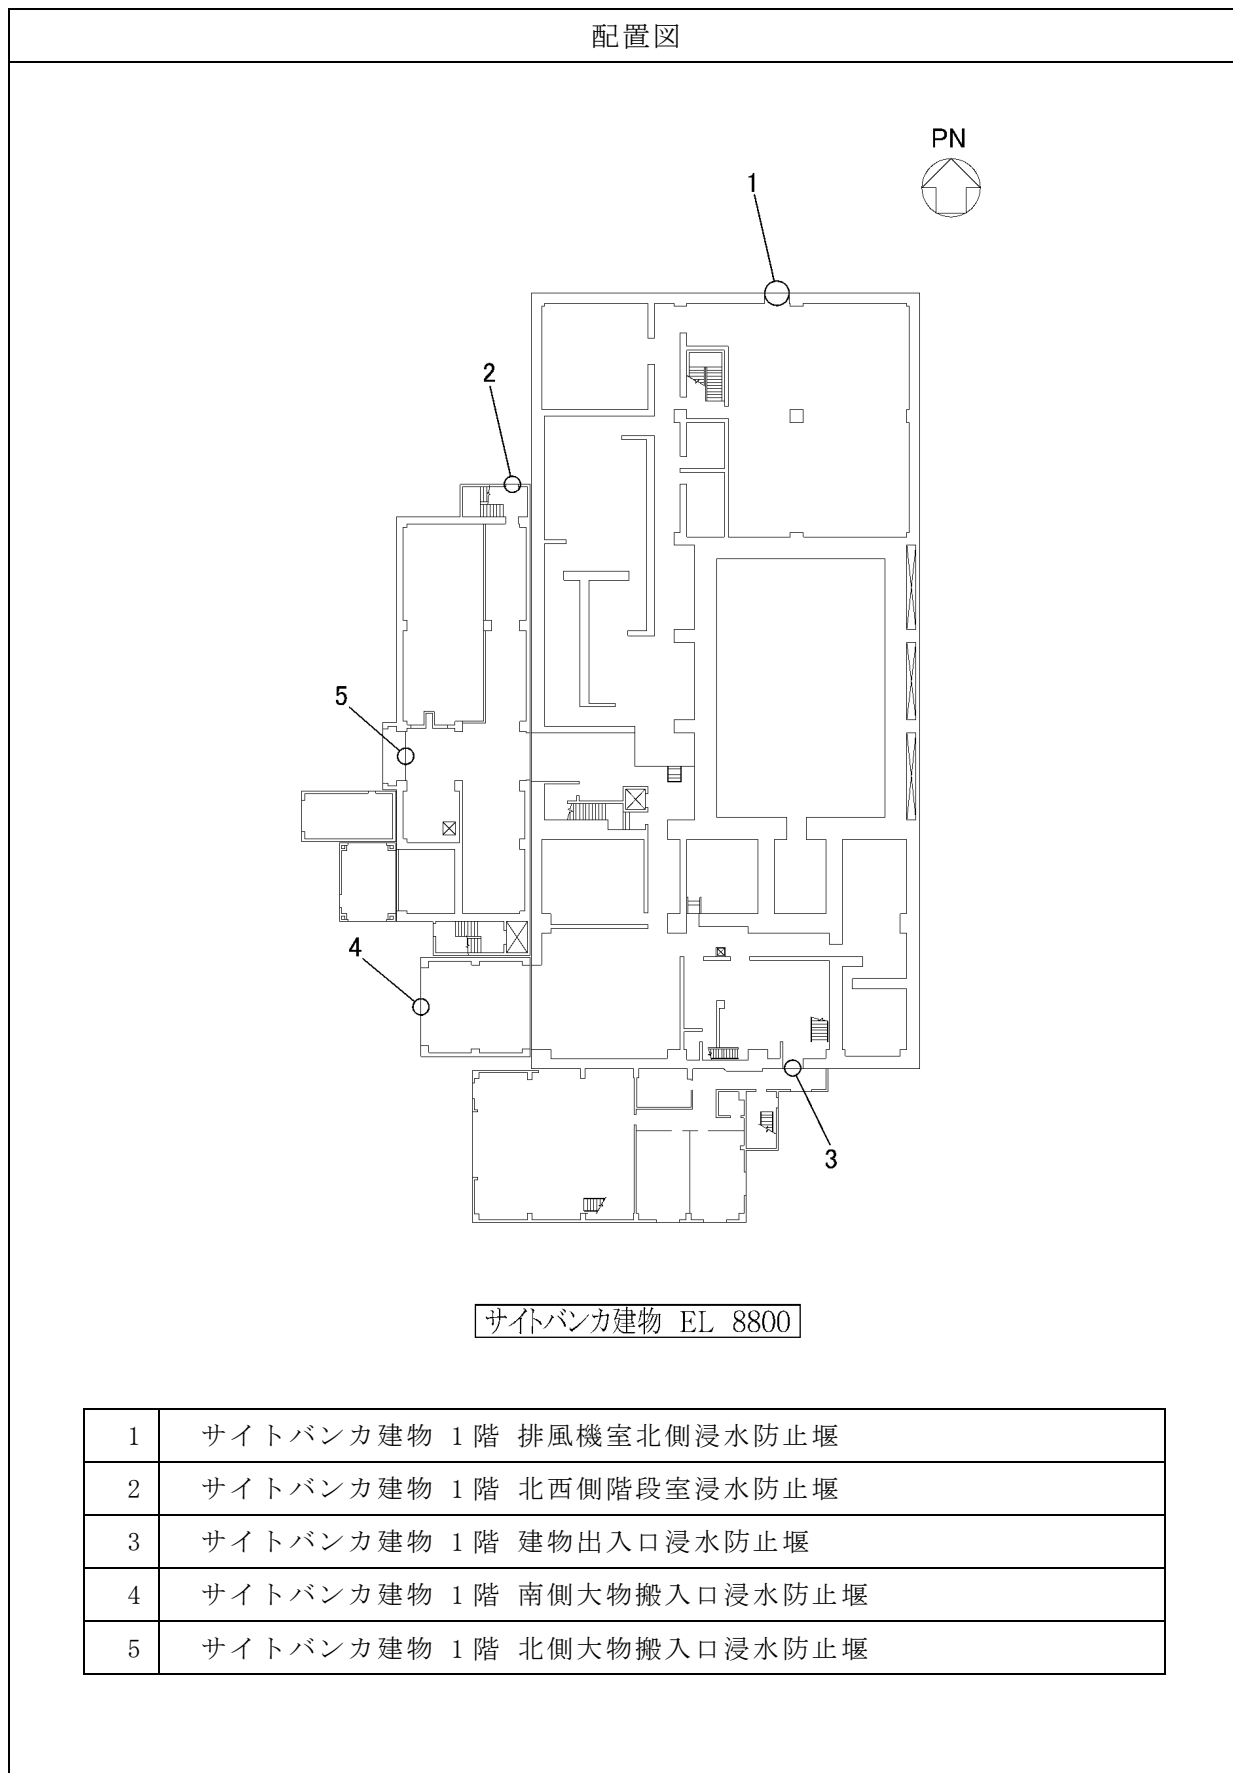 配置図
PN
1
2
5
4
3
サイトバンカ建物 EL 8800
1 サイトバンカ建物 1階 排風機室北側浸水防止堰
2 サイトバンカ建物 1階 北西側階段室浸水防止堰
3 サイトバンカ建物 1階 建物出入口浸水防止堰
4 サイトバンカ建物 1階 南側大物搬入口浸水防止堰
5 サイトバンカ建物 1階 北側大物搬入口浸水防止堰